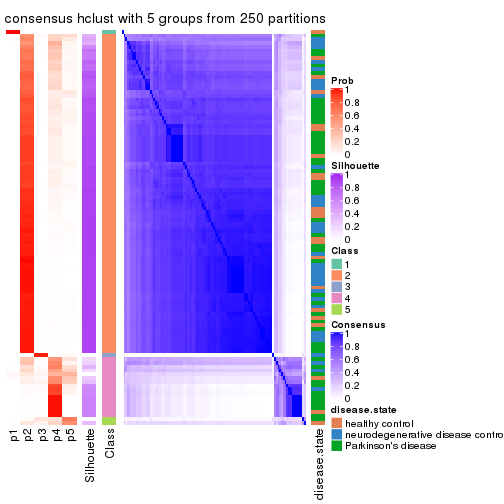 consensus hclust with 5 groups from 250 partitions
Prob
1
0.8
0.6
0.4
0.2
0
Silhouette
1
0.8
0.6
0.4
0.2
0
Class
1
2
3
4
5
Consensus
1
0.8
0.6
0.4
0.2
0
disease.state
healthy control
neurodegenerative disease contro
Parkinson's disease
p1
p2
p3
p4
p5
Silhouette
Class
disease.state